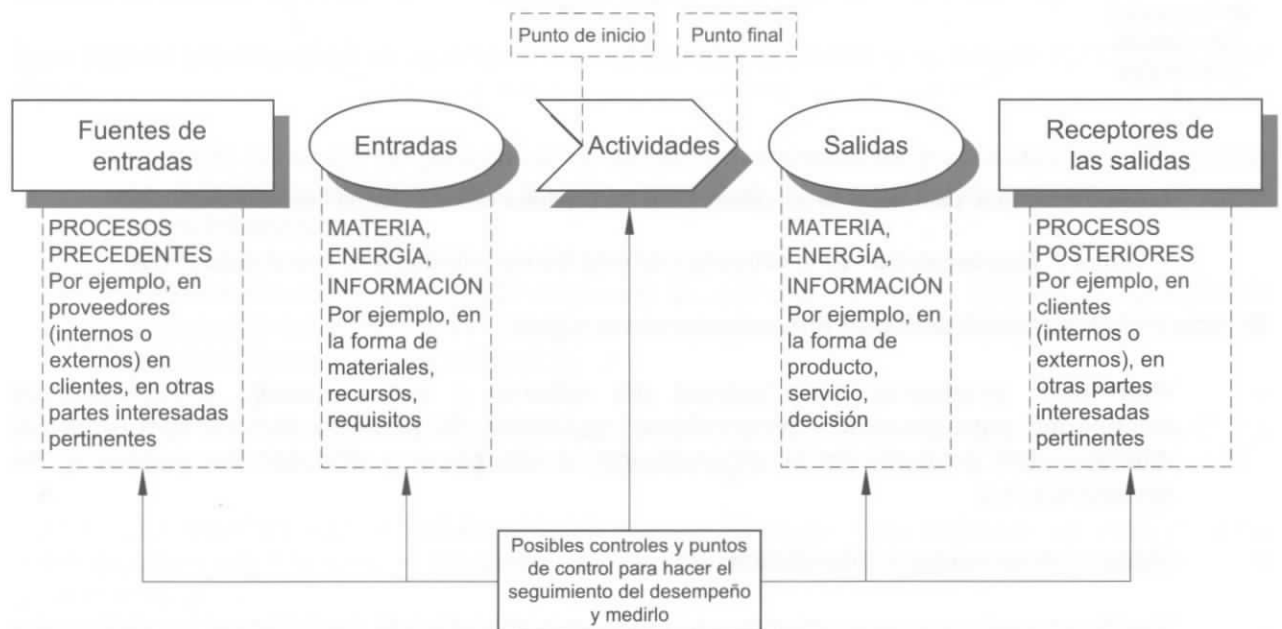 Punto de inicio
Punto final
Fuentes de
entradas
Entradas
Actividades
Salidas
Receptores de
las salidas
PROCESOS
PRECEDENTES
Por ejemplo, en
proveedores
(internos o
externos) en
clientes, en otras
partes interesadas
pertinentes
MATERIA,
ENERGÍA,
INFORMACIÓN
Por ejemplo, en
la forma de
materiales,
recursos,
requisitos
MATERIA,
ENERGÍA,
INFORMACIÓN
Por ejemplo, en
la forma de
producto,
servicio,
decisión
PROCESOS
POSTERIORES
Por ejemplo, en
clientes
(internos o
externos), en
otras partes
interesadas
pertinentes
Posibles controles y puntos
de control para hacer el
seguimiento del desempeño
y medirlo